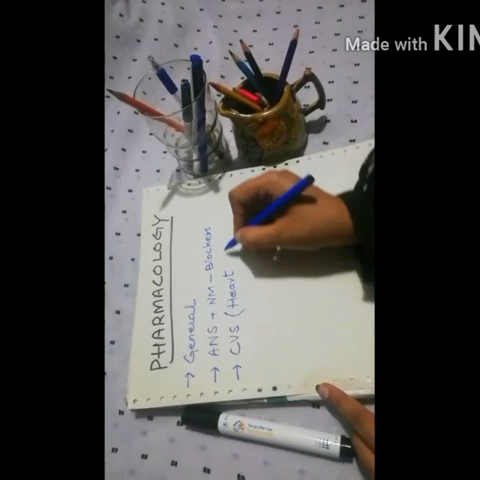 Made with KIN
PHARMACOLOGY
→ General
→ ANS + NM-Blockers
→ CVS (Heart